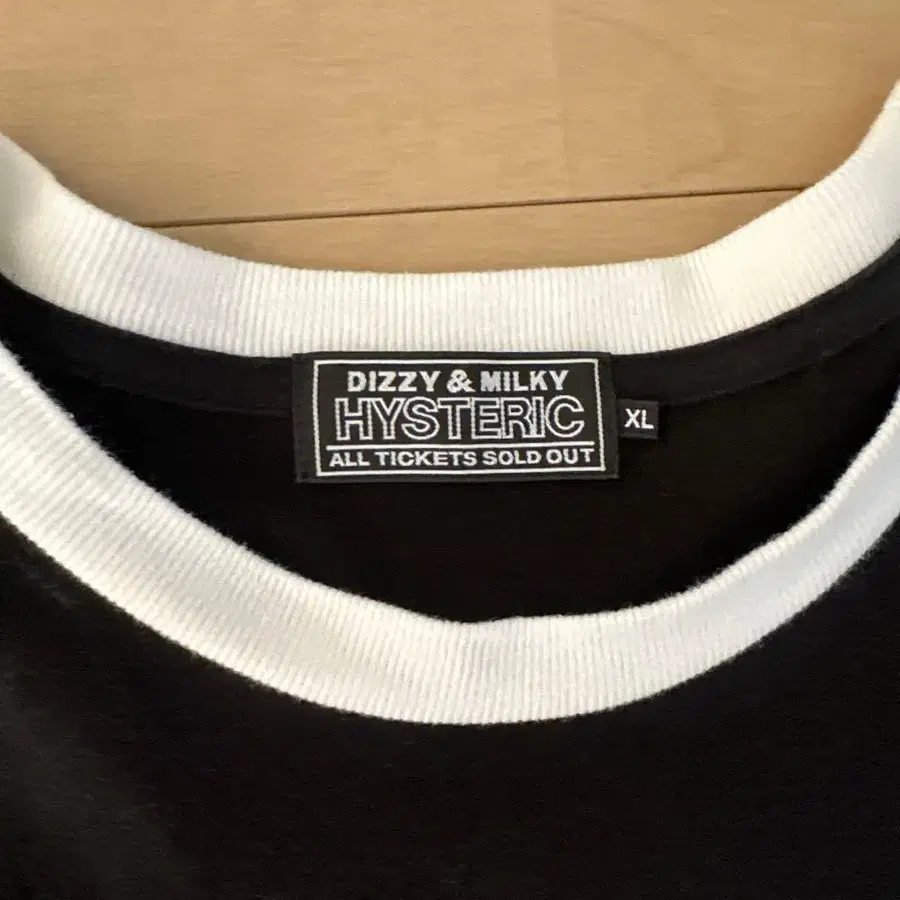 DIZZY & MILKY
HYSTERIC
XL
ALL TICKETS SOLD OUT